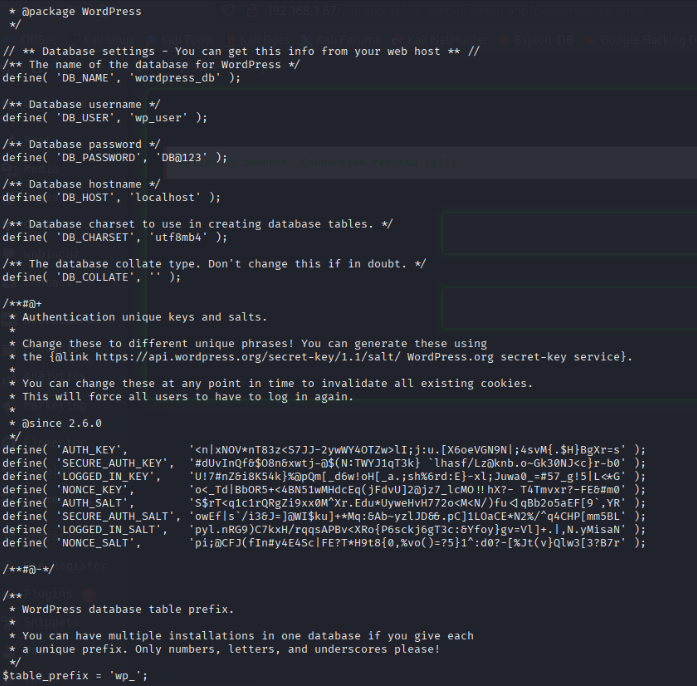 * @package WordPress
 */
// ** Database settings - You can get this info from your web host ** //
/** The name of the database for WordPress */
define( 'DB_NAME', 'wordpress_db' );
/** Database username */
define( 'DB_USER', 'wp_user' );
/** Database password */
define( 'DB_PASSWORD', 'DB@123' );
/** Database hostname */
define( 'DB_HOST', 'localhost' );
/** Database charset to use in creating database tables. */
define( 'DB_CHARSET', 'utf8mb4' );
/** The database collate type. Don't change this if in doubt. */
define( 'DB_COLLATE', '' );
/**#@+
 * Authentication unique keys and salts.
 *
 * Change these to different unique phrases! You can generate these using
 * the {@link https://api.wordpress.org/secret-key/1.1/salt/ WordPress.org secret-key service}.
 *
 * You can change these at any point in time to invalidate all existing cookies.
 * This will force all users to have to log in again.
 *
 * @since 2.6.0
 */
define( 'AUTH_KEY',         '<n|xNOV*nT83z<S7JJ-2ywWY4OTZw>lI;j:u.[X6oeVGN9N|;4svM{.$H}BgXr=s' );
define( 'SECURE_AUTH_KEY',  '#dUvInQf6$O8n&xwtj-@$(N:TWYJ1qT3k} `lhasf/Lz@knb.o~Gk30NJ<c}r-b0' );
define( 'LOGGED_IN_KEY',    'U!7#nZ&i8K54k}%@pQm[_d6w!oH[_a.;sh%6rd:E}-xl;Juwa0_=#57_g!5|L<*G' );
define( 'NONCE_KEY',        'o<_Td|BbOR5+<4BN51wMHdcEq(jFdvU]2@jz7_lcMO!!hX?- T4Tmvxr?-FE&#m0' );
define( 'AUTH_SALT',        'S$rT<q1c1rQRgZi9xx0M^Xr.Edu*UyweHvH772o<M<N/)fu<|qBb2o5aEF[9`,YR' );
define( 'SECURE_AUTH_SALT', 'owEf|s`/i3&J=]@WI$ku]+*Mq:&Ab-yzlJD&&.pC]1LOaCE*N2%/^q4CHP[mm5BL' );
define( 'LOGGED_IN_SALT',   'pyl.nRG9)C7kxH/rqqsAPBv<XRo{P6sckj6gT3c:&Yfoy}gv=Vl]+.|,N.yMisaN' );
define( 'NONCE_SALT',       'pi;@CFJ(fIn#y4E4Sc|FE?T*H9t8{0,%vo()=?5}1^:d0?-[%Jt(v}Qlw3[3?B7r' );
/**#@-*/
/**
 * WordPress database table prefix.
 *
 * You can have multiple installations in one database if you give each
 * a unique prefix. Only numbers, letters, and underscores please!
 */
$table_prefix = 'wp_';